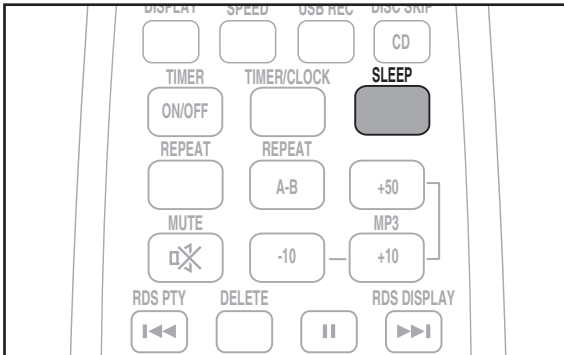 DISPLAY SPEED USB REC DISC SKIP
CD
TIMER TIMER/CLOCK SLEEP
ON/OFF
REPEAT REPEAT
A-B +50
MUTE MP3
-10 +10
RDS PTY DELETE RDS DISPLAY